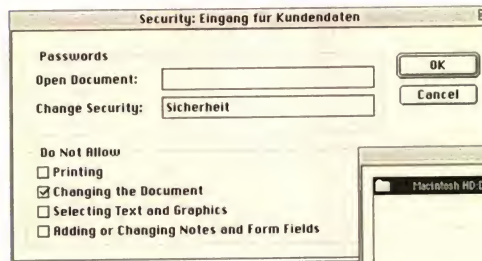 Security: Eingang für Kundendaten
Passwords
Open Document:
Change Security: Sicherheit
OK
Cancel
Do Not Allow
Printing
Changing the Document
Selecting Text and Graphics
Adding or Changing Notes and Form Fields
Macintosh HD: